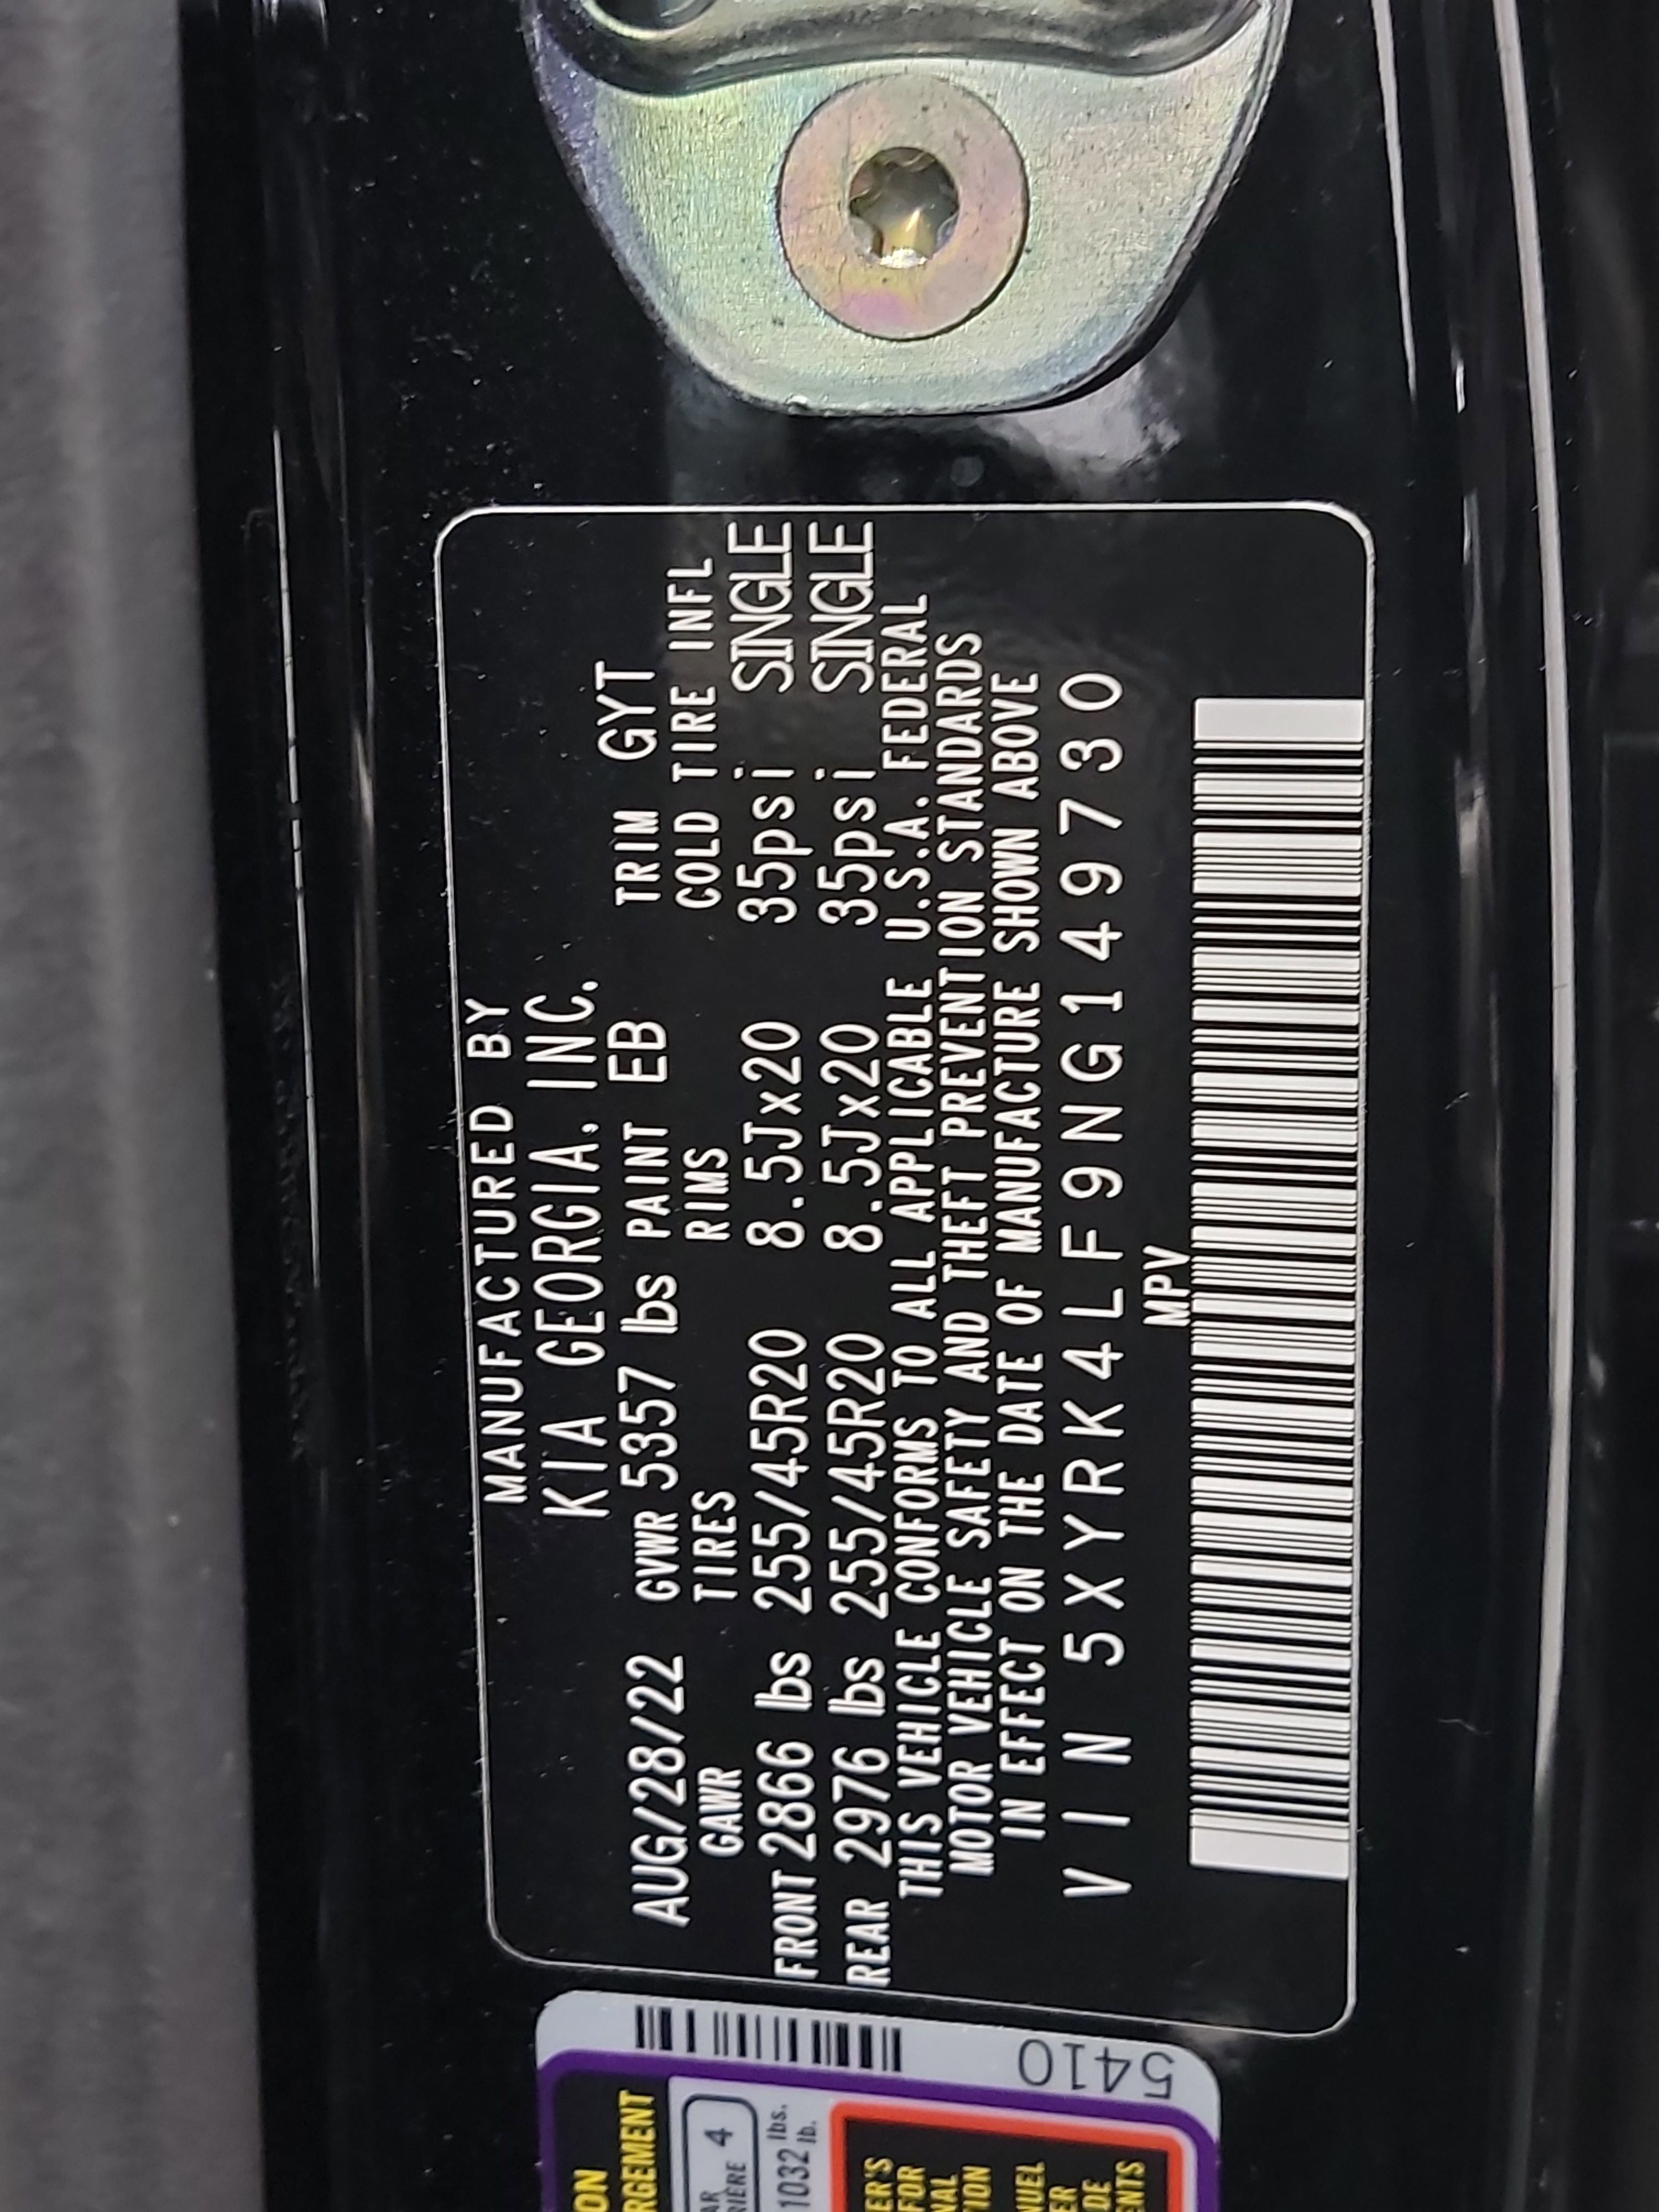 MANUFACTURED BY
KIA GEORGIA, INC.
AUG/28/22 GVWR 5357 lbs PAINT EB TRIM GYT
GAWR TIRES RIMS COLD TIRE INFL
FRONT 2866 lbs 255/45R20 8.5Jx20 35psi SINGLE
REAR 2976 lbs 255/45R20 8.5Jx20 35psi SINGLE
THIS VEHICLE CONFORMS TO ALL APPLICABLE U.S.A. FEDERAL
MOTOR VEHICLE SAFETY AND THEFT PREVENTION STANDARDS
IN EFFECT ON THE DATE OF MANUFACTURE SHOWN ABOVE
VIN 5XYRK4LF9NG149730
MPV
5410
4
1032 lbs.
lb.